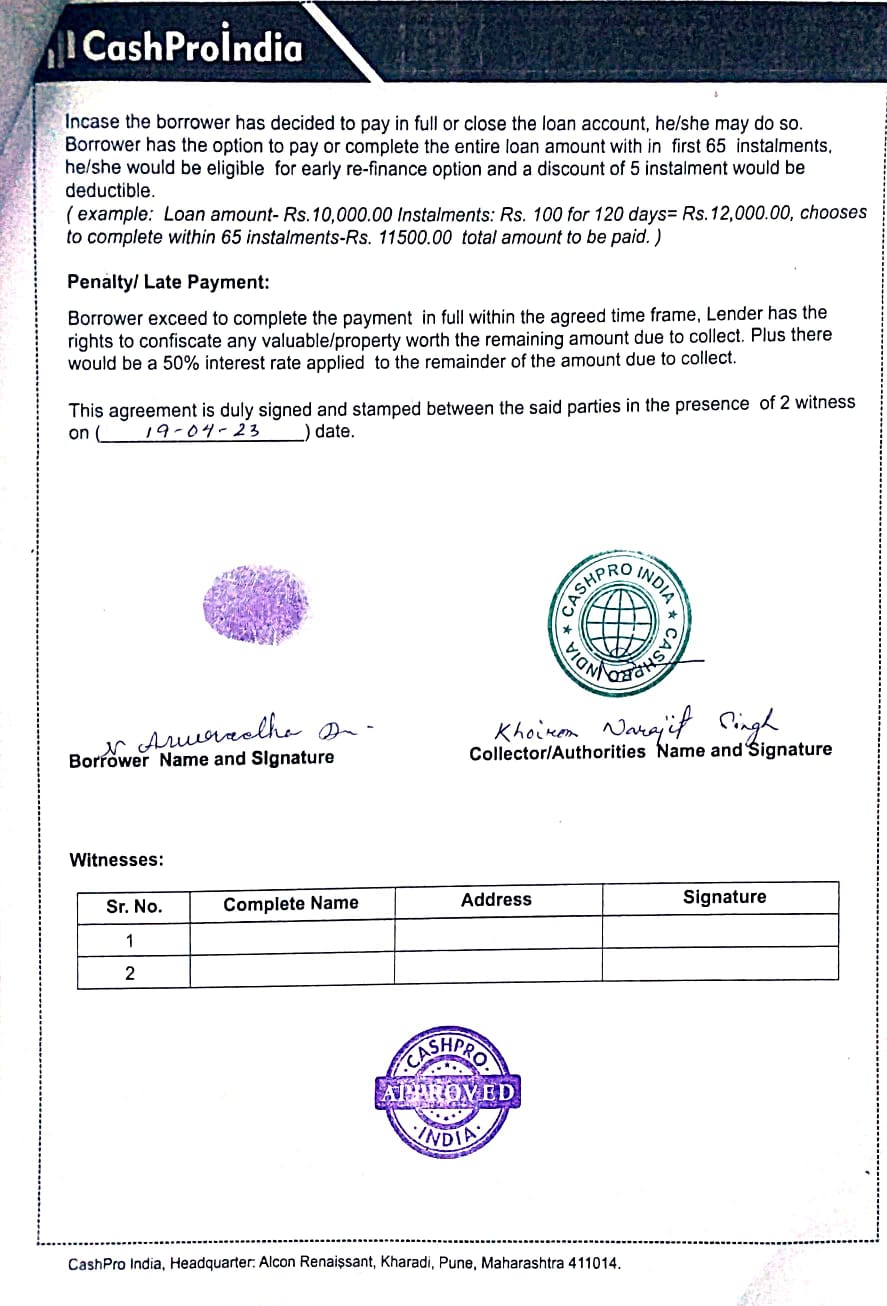 CashProİndia
Incase the borrower has decided to pay in full or close the loan account, he/she may do so.
Borrower has the option to pay or complete the entire loan amount with in first 65 instalments,
he/she would be eligible for early re-finance option and a discount of 5 instalment would be
deductible.
( example: Loan amount- Rs.10,000.00 Instalments: Rs. 100 for 120 days= Rs.12,000.00, chooses
to complete within 65 instalments-Rs. 11500.00 total amount to be paid. )
Penalty/ Late Payment:
Borrower exceed to complete the payment in full within the agreed time frame, Lender has the
rights to confiscate any valuable/property worth the remaining amount due to collect. Plus there
would be a 50% interest rate applied to the remainder of the amount due to collect.
This agreement is duly signed and stamped between the said parties in the presence of 2 witness
on ( 19-04-23 ) date.
CASHPRO INDIA ★ CASHPRO INDIA ★
N Anuradha
Khoirom Narajit Singh
Borrower Name and SIgnature
Collector/Authorities Name and Signature
Witnesses:
Sr. No. Complete Name Address Signature
1
2
CASHPRO
APPROVED
INDIA
CashPro India, Headquarter: Alcon Renaissant, Kharadi, Pune, Maharashtra 411014.